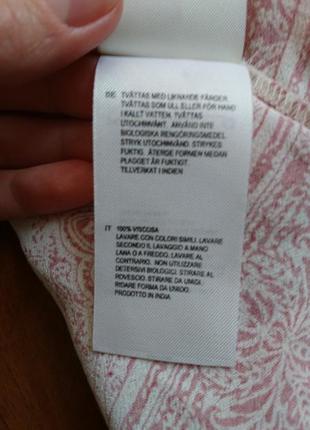 TVÄTTAS MED LIKNANDE FÄRGER.
TVÄTTAS SOM ULL ELLER FÖR HAND
I KALLT VATTEN. TVÄTTAS
UTOCHINVÄNT. ANVÄND INTE
BIOLOGISKA RENGÖRINGSMEDEL.
STRYK UTOCHINVÄND. STRYKES
FUKTIG. ÅTERGE FORMEN MEDAN
PLAGGET ÄR FUKTIGT.
TILLVERKAT I INDIEN
IT 100% VISCOSA
LAVARE CON COLORI SIMILI. LAVARE
SECONDO IL LAVAGGIO A MANO
LANA O A FREDDO. LAVARE AL
CONTRARIO. NON UTILIZZARE
DETERSIVI BIOLOGICI. STIRARE AL
ROVESCIO. STIRARE DA UMIDI.
RIDARE FORMA DA UMIDO.
PRODOTTO IN INDIA